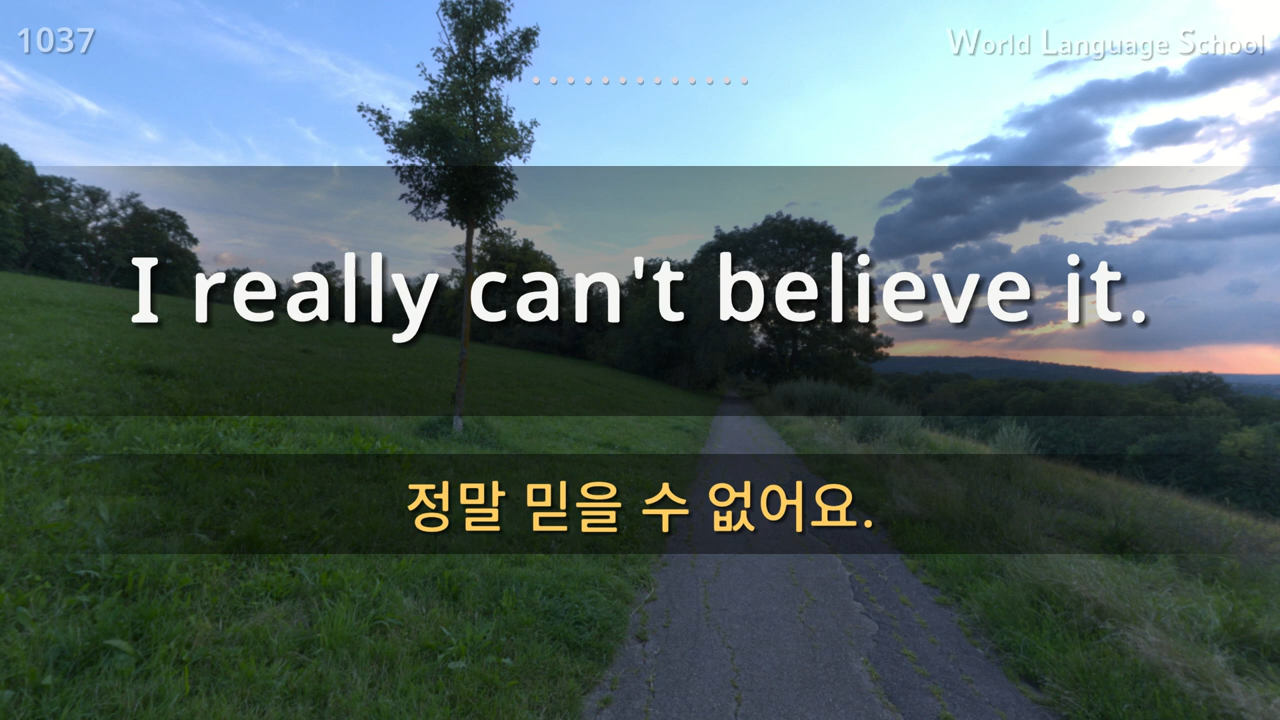 1037
World Language School
I really can't believe it.
정말 믿을 수 없어요.